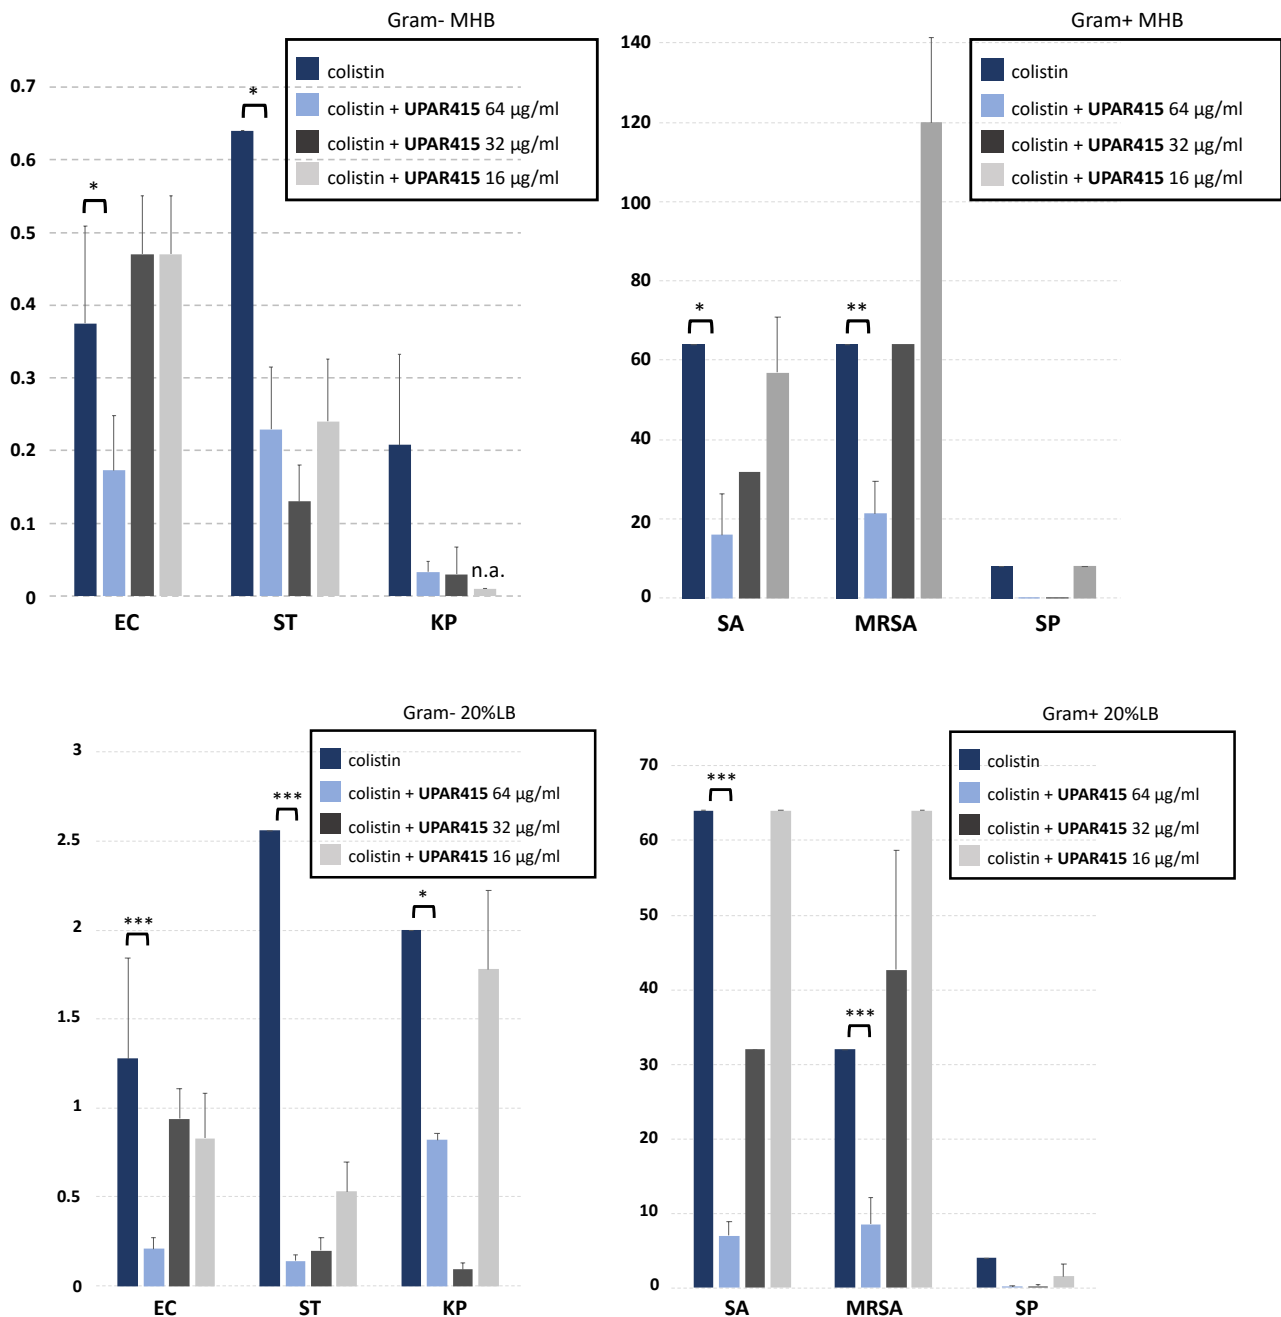 Gram- MHB
colistin
colistin + UPAR415 64 µg/ml
colistin + UPAR415 32 µg/ml
colistin + UPAR415 16 µg/ml
0.7
0.6
0.5
0.4
0.3
0.2
0.1
0
*
*
n.a.
EC ST KP
Gram+ MHB
colistin
colistin + UPAR415 64 µg/ml
colistin + UPAR415 32 µg/ml
colistin + UPAR415 16 µg/ml
140
120
100
80
60
40
20
0
*
**
SA MRSA SP
Gram- 20%LB
colistin
colistin + UPAR415 64 µg/ml
colistin + UPAR415 32 µg/ml
colistin + UPAR415 16 µg/ml
3
2.5
2
1.5
1
0.5
0
***
***
*
EC ST KP
Gram+ 20%LB
colistin
colistin + UPAR415 64 µg/ml
colistin + UPAR415 32 µg/ml
colistin + UPAR415 16 µg/ml
70
60
50
40
30
20
10
0
***
***
SA MRSA SP